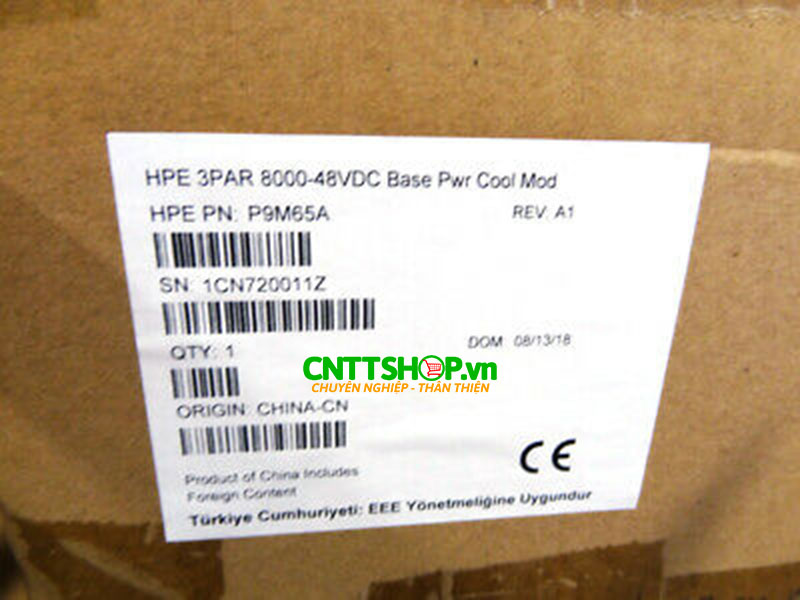 HPE 3PAR 8000-48VDC Base Pwr Cool Mod
HPE PN: P9M65A
REV: A1
SN: 1CN720011Z
QTY: 1
DOM: 08/13/18
CNTTSHOP.vn
CHUYÊN NGHIỆP - THÂN THIỆN
ORIGIN: CHINA-CN
CE
Product of China Includes
Foreign Content
Türkiye Cumhuriyeti: EEE Yönetmeliğine Uygundur